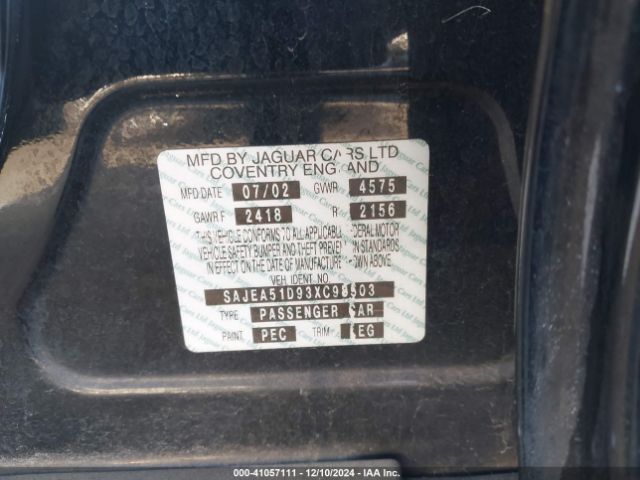 MFD BY JAGUAR CARS LTD
COVENTRY ENGLAND
MFD DATE 07/02 GVWR 4575
GAWR F 2418 R 2156
THIS VEHICLE CONFORMS TO ALL APPLICABLE FEDERAL MOTOR
VEHICLE SAFETY BUMPER AND THEFT PREVENTION STANDARDS
IN EFFECT ON THE DATE OF MANUFACTURE SHOWN ABOVE.
VEH IDENT NO
SAJEA51D93XC98503
TYPE PASSENGER CAR
PAINT PEC TRIM
© 41057111 - 12/10/2024 - IAA Inc.